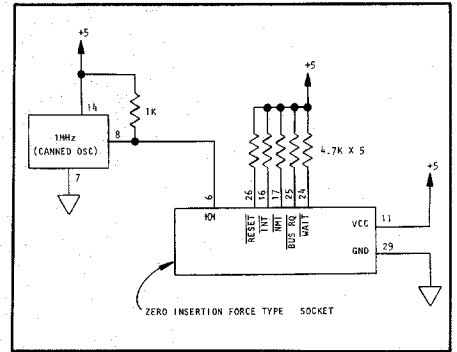 +5
+5
14
1K
1MHz
(CANNED OSC)
8
7
4.7K X 5
6
26
16
17
25
24
+5
RESET
INT
NMI
BUS RQ
WAIT
VCC
11
GND
29
ZERO INSERTION FORCE TYPE SOCKET